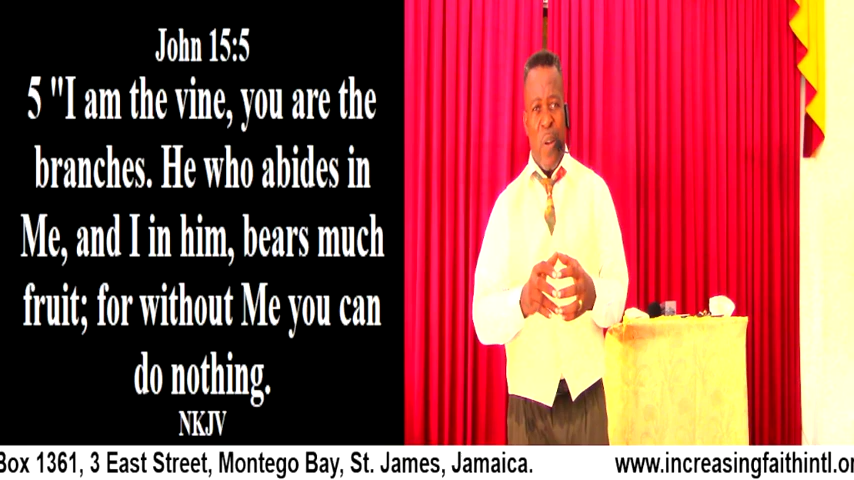 John 15:5
5 "I am the vine, you are the
branches. He who abides in
Me, and I in him, bears much
fruit; for without Me you can
do nothing.
NKJV
Box 1361, 3 East Street, Montego Bay, St. James, Jamaica. www.increasingfaithintl.or